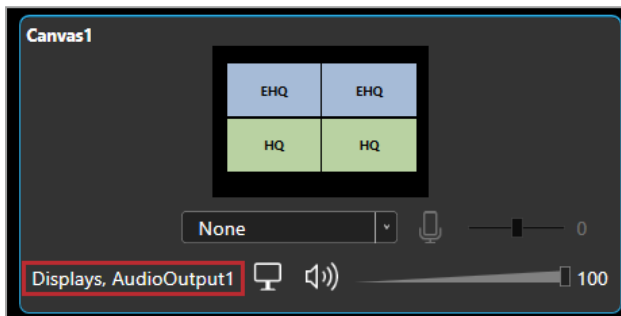 Canvas1
EHQ EHQ
HQ HQ
None 0
Displays, AudioOutput1 100